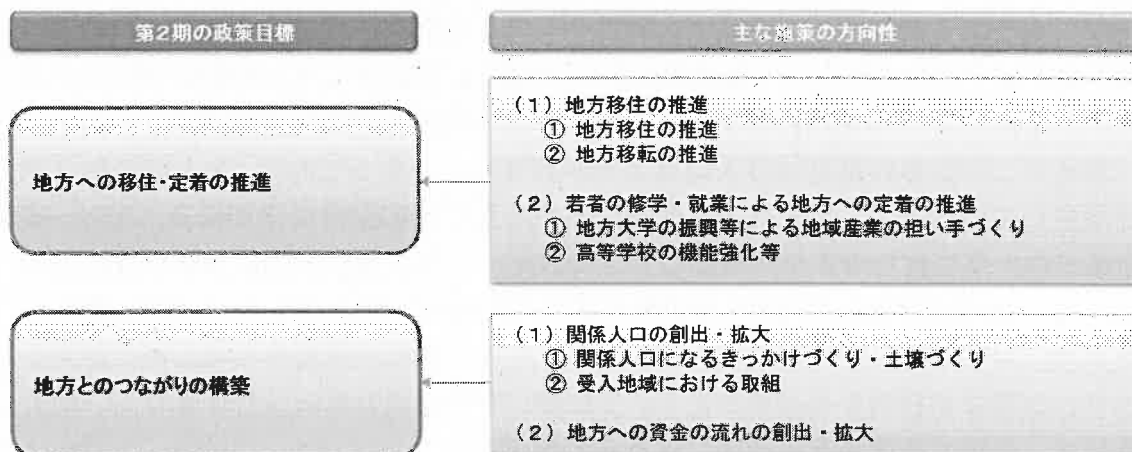 第2期の政策目標
主な施策の方向性
地方への移住・定着の推進
(1) 地方移住の推進
① 地方移住の推進
② 地方移転の推進
(2) 若者の修学・就業による地方への定着の推進
① 地方大学の振興等による地域産業の担い手づくり
② 高等学校の機能強化等
地方とのつながりの構築
(1) 関係人口の創出・拡大
① 関係人口になるきっかけづくり・土壌づくり
② 受入地域における取組
(2) 地方への資金の流れの創出・拡大